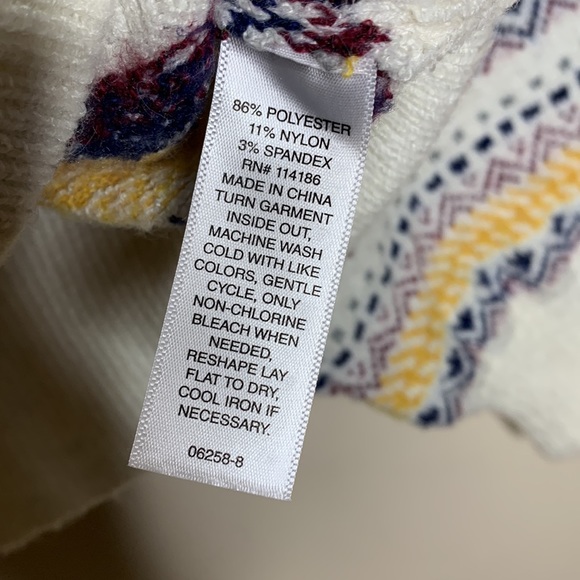 86% POLYESTER
11% NYLON
3% SPANDEX
RN# 114186
MADE IN CHINA
TURN GARMENT
INSIDE OUT,
MACHINE WASH
COLD WITH LIKE
COLORS, GENTLE
CYCLE, ONLY
NON-CHLORINE
BLEACH WHEN
NEEDED,
RESHAPE LAY
FLAT TO DRY,
COOL IRON IF
NECESSARY.
06258-8